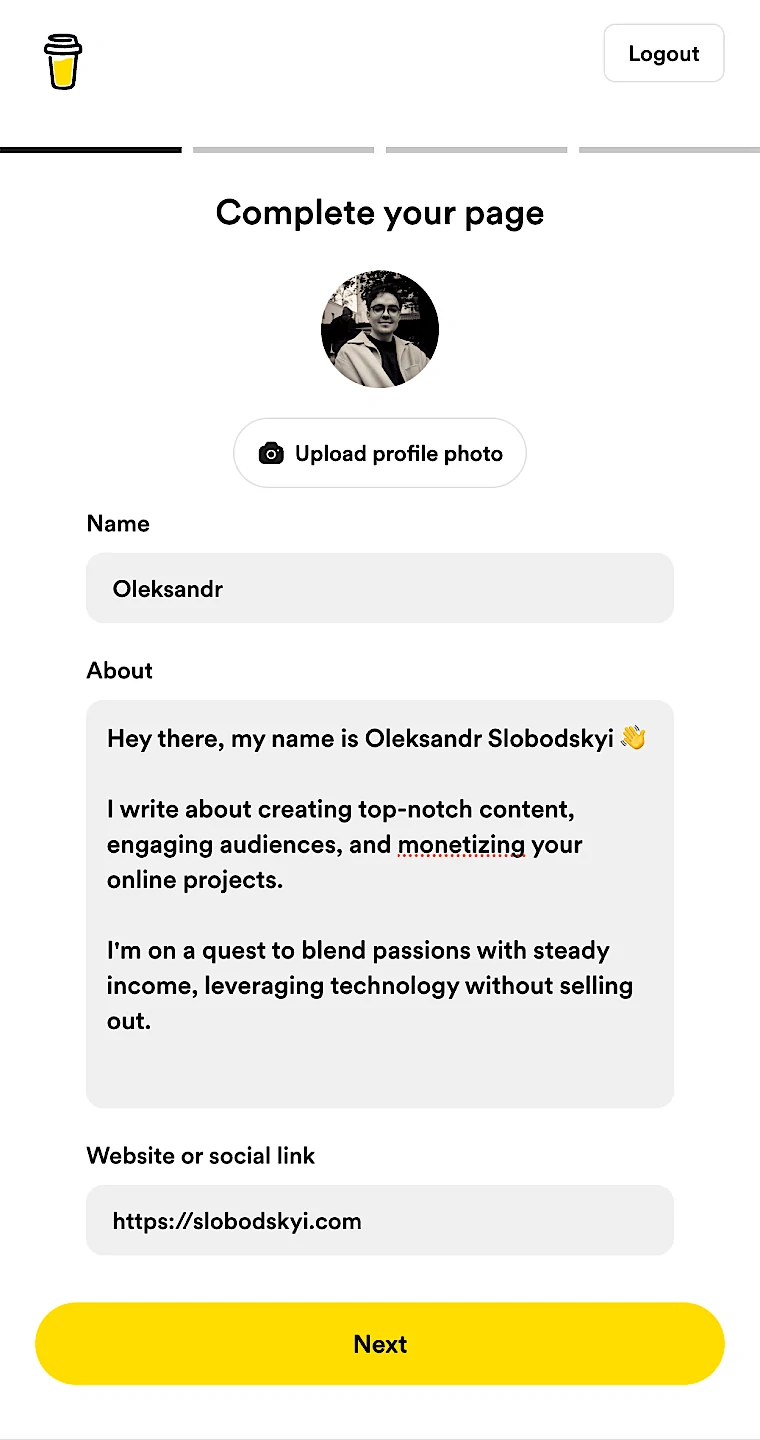 Logout
Complete your page
Upload profile photo
Name
Oleksandr
About
Hey there, my name is Oleksandr Slobodskyi 👋
I write about creating top-notch content,
engaging audiences, and monetizing your
online projects.
I'm on a quest to blend passions with steady
income, leveraging technology without selling
out.
Website or social link
https://slobodskyi.com
Next